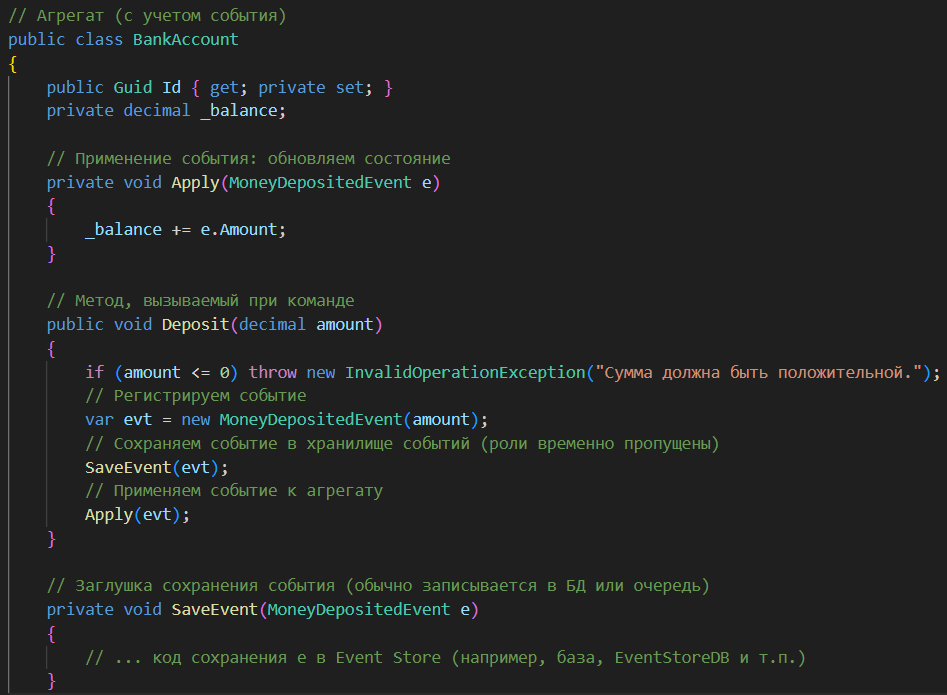 // Агрегат (с учетом события)
public class BankAccount
{
    public Guid Id { get; private set; }
    private decimal _balance;

    // Применение события: обновляем состояние
    private void Apply(MoneyDepositedEvent e)
    {
        _balance += e.Amount;
    }

    // Метод, вызываемый при команде
    public void Deposit(decimal amount)
    {
        if (amount <= 0) throw new InvalidOperationException("Сумма должна быть положительной.");
        // Регистрируем событие
        var evt = new MoneyDepositedEvent(amount);
        // Сохраняем событие в хранилище событий (роли временно пропущены)
        SaveEvent(evt);
        // Применяем событие к агрегату
        Apply(evt);
    }

    // Заглушка сохранения события (обычно записывается в БД или очередь)
    private void SaveEvent(MoneyDepositedEvent e)
    {
        // ... код сохранения e в Event Store (например, база, EventStoreDB и т.п.)
    }